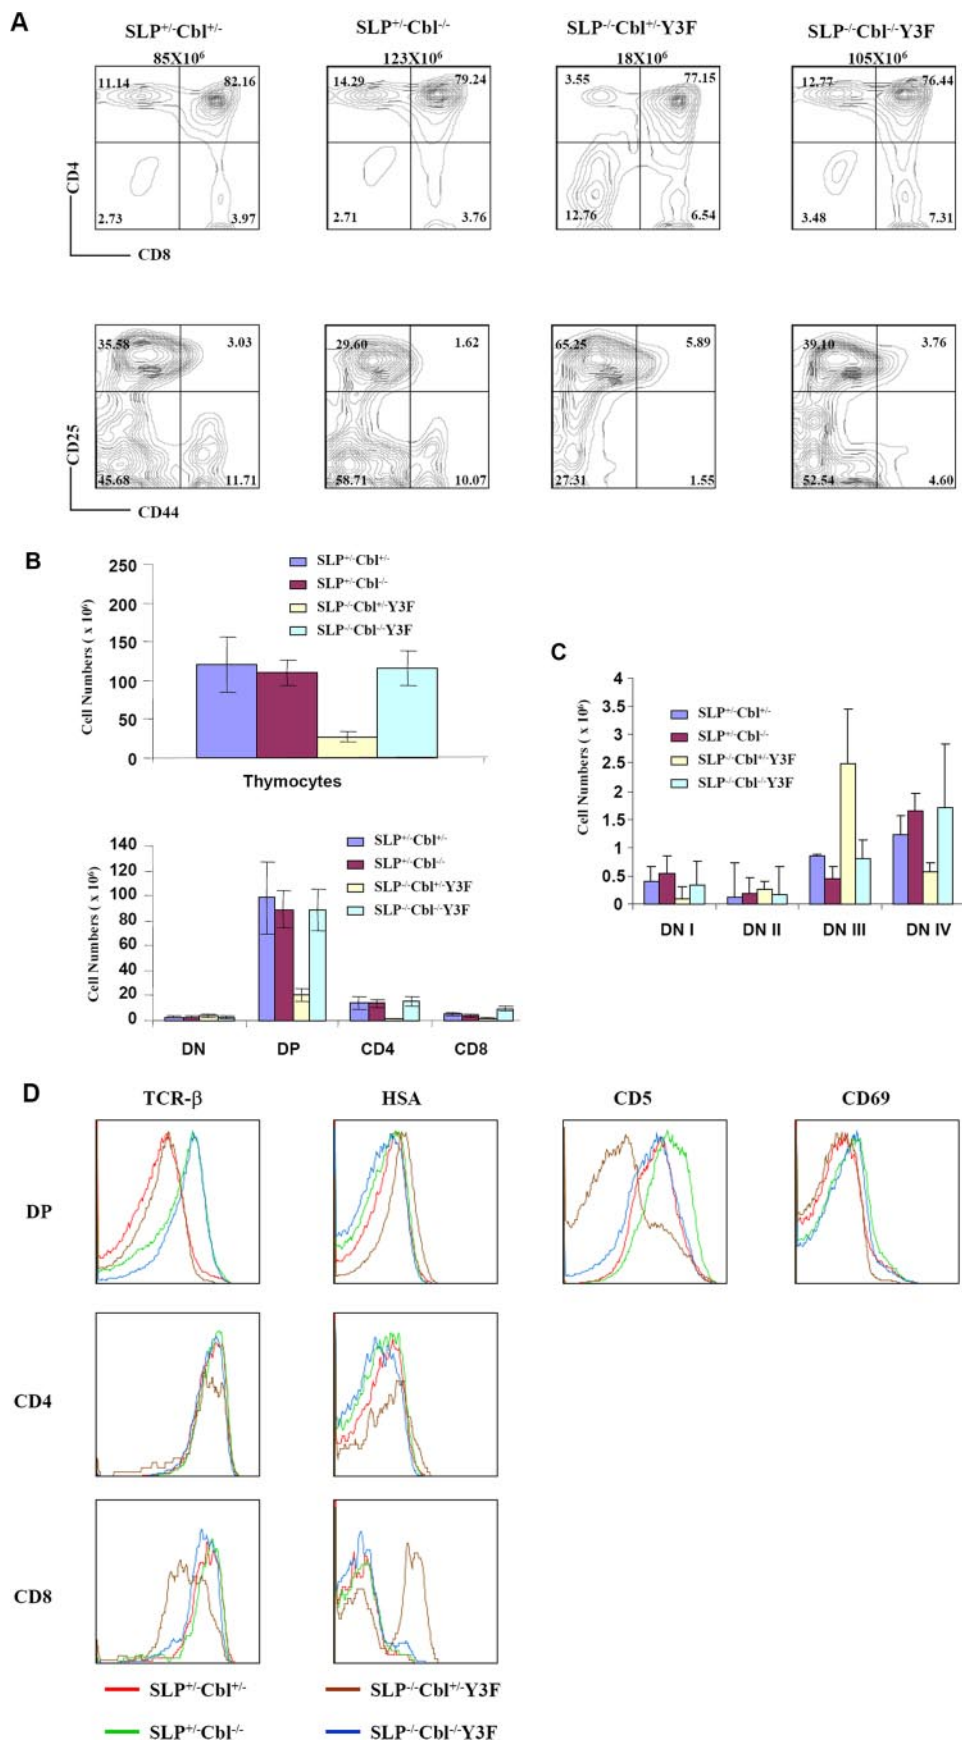 A
SLP+/-Cbl+/- SLP+/-Cbl-/- SLP-/-Cbl+/-Y3F SLP-/-Cbl-/-Y3F
85X10⁶ 123X10⁶ 18X10⁶ 105X10⁶
11.14 82.16 14.29 79.24 3.55 77.15 12.77 76.44
CD4
2.73 3.97 2.71 3.76 12.76 6.54 3.48 7.31
CD8
35.58 3.03 29.60 1.62 65.25 5.89 39.10 3.76
CD25
45.68 11.71 58.71 10.07 27.31 1.55 52.54 4.60
CD44
B
Cell Numbers ( x 10⁶)
250
200
150
100
50
0
SLP+/-Cbl+/-
SLP+/-Cbl-/-
SLP-/-Cbl+/-Y3F
SLP-/-Cbl-/-Y3F
Thymocytes
Cell Numbers ( x 10⁶)
140
120
100
80
60
40
20
0
SLP+/-Cbl+/-
SLP+/-Cbl-/-
SLP-/-Cbl+/-Y3F
SLP-/-Cbl-/-Y3F
DN DP CD4 CD8
C
Cell Numbers ( x 10⁶)
4
3.5
3
2.5
2
1.5
1
0.5
0
SLP+/-Cbl+/-
SLP+/-Cbl-/-
SLP-/-Cbl+/-Y3F
SLP-/-Cbl-/-Y3F
DN I DN II DN III DN IV
D
TCR-β HSA CD5 CD69
DP
CD4
CD8
SLP+/-Cbl+/- SLP-/-Cbl+/-Y3F
SLP+/-Cbl-/- SLP-/-Cbl-/-Y3F